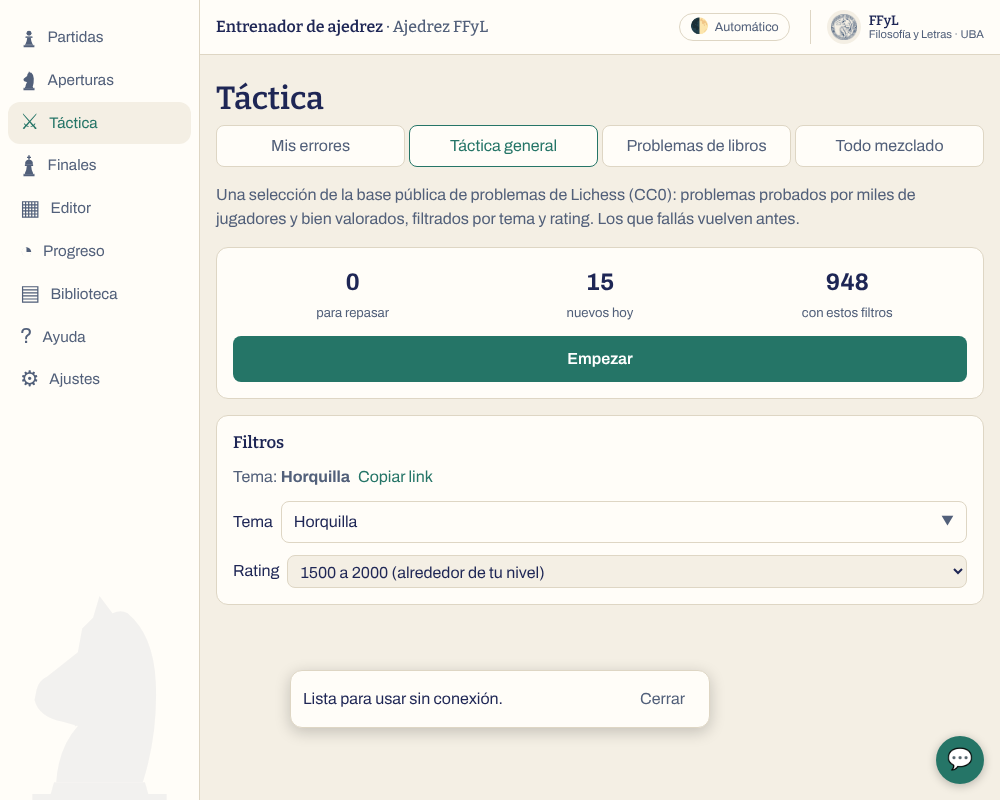 Partidas
Aperturas
Táctica
Finales
Editor
Progreso
Biblioteca
? Ayuda
Ajustes
Entrenador de ajedrez · Ajedrez FFyL
Automático
FFyL
Filosofía y Letras · UBA
Táctica
Mis errores
Táctica general
Problemas de libros
Todo mezclado
Una selección de la base pública de problemas de Lichess (CC0): problemas probados por miles de
jugadores y bien valorados, filtrados por tema y rating. Los que fallás vuelven antes.
0
para repasar
15
nuevos hoy
948
con estos filtros
Empezar
Filtros
Tema: Horquilla Copiar link
Tema
Horquilla
Rating
1500 a 2000 (alrededor de tu nivel)
Lista para usar sin conexión.
Cerrar